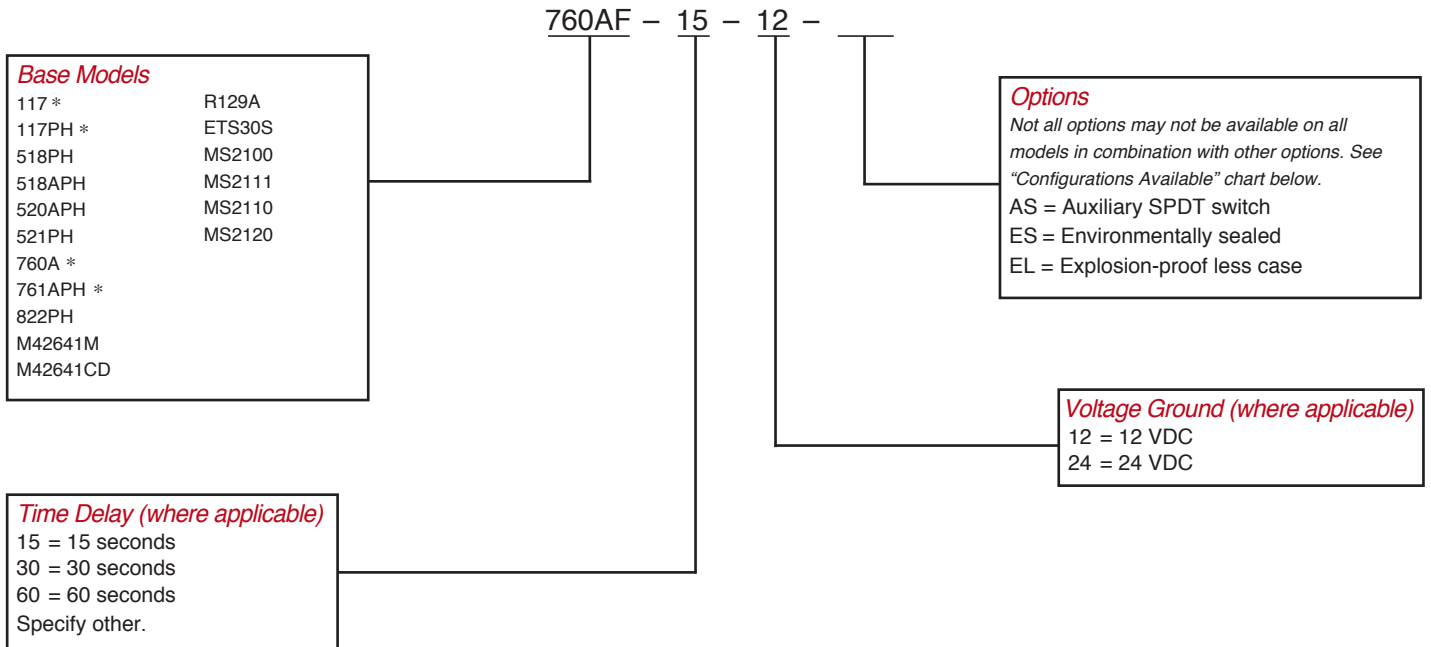 760AF – 15 – 12 –
Base Models
117 *
117PH *
518PH
518APH
520APH
521PH
760A *
761APH *
822PH
M42641M
M42641CD
R129A
ETS30S
MS2100
MS2111
MS2110
MS2120
Options
Not all options may not be available on all
models in combination with other options. See
“Configurations Available” chart below.
AS = Auxiliary SPDT switch
ES = Environmentally sealed
EL = Explosion-proof less case
Voltage Ground (where applicable)
12 = 12 VDC
24 = 24 VDC
Time Delay (where applicable)
15 = 15 seconds
30 = 30 seconds
60 = 60 seconds
Specify other.